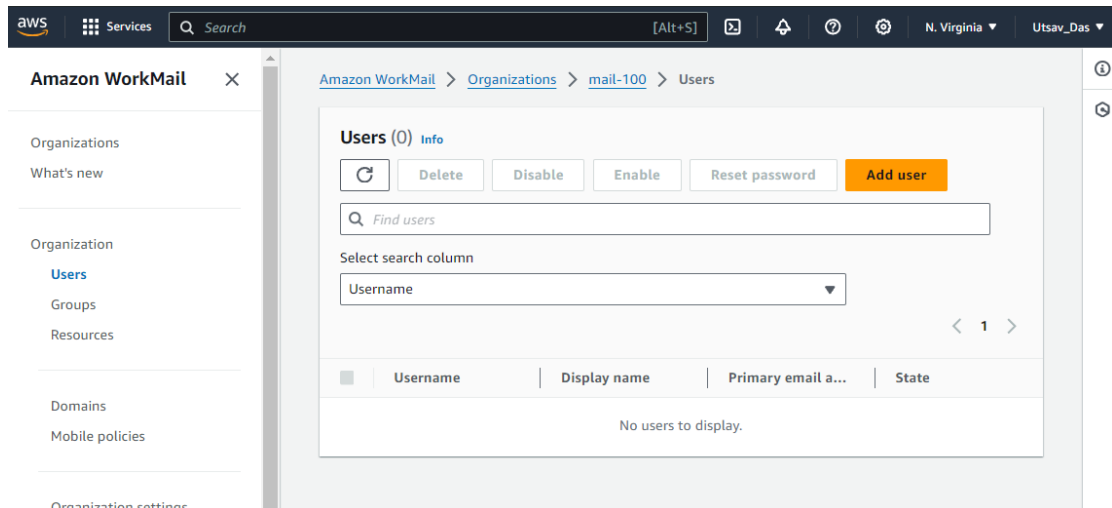 aws Services Search [Alt+S] N. Virginia Utsav_Das
Amazon WorkMail
Organizations
What's new
Organization
Users
Groups
Resources
Domains
Mobile policies
Organization settings
Amazon WorkMail > Organizations > mail-100 > Users
Users (0) Info
Delete Disable Enable Reset password Add user
Find users
Select search column
Username
1
Username Display name Primary email a... State
No users to display.